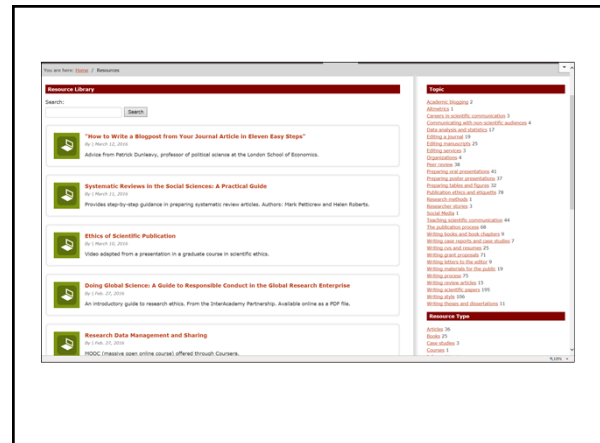 You are here: Home / Resources
Resource Library
Search:
Search
"How to Write a Blogpost from Your Journal Article in Eleven Easy Steps"
By | March 12, 2016
Advice from Patrick Dunleavy, professor of political science at the London School of Economics.
Systematic Reviews in the Social Sciences: A Practical Guide
By | March 11, 2016
Provides step-by-step guidance in preparing systematic review articles. Authors: Mark Petticrew and Helen Roberts.
Ethics of Scientific Publication
By | March 10, 2016
Video adapted from a presentation in a graduate course in scientific ethics.
Doing Global Science: A Guide to Responsible Conduct in the Global Research Enterprise
By | Feb. 27, 2016
An introductory guide to research ethics. From the InterAcademy Partnership. Available online as a PDF file.
Research Data Management and Sharing
By | Feb. 27, 2016
MOOC (massive open online course) offered through Coursera.
Topic
Academic blogging 2
Altmetrics 1
Careers in scientific communication 3
Communicating with non-scientific audiences 4
Data analysis and statistics 17
Editing a journal 19
Editing manuscripts 25
Editing services 3
Organizations 4
Peer review 36
Preparing oral presentations 41
Preparing poster presentations 37
Preparing tables and figures 32
Publication ethics and etiquette 78
Research methods 1
Researcher stories 3
Social Media 1
Teaching scientific communication 44
The publication process 68
Writing books and book chapters 9
Writing case reports and case studies 7
Writing cvs and resumes 25
Writing grant proposals 71
Writing letters to the editor 9
Writing materials for the public 19
Writing process 75
Writing review articles 15
Writing scientific papers 195
Writing style 106
Writing theses and dissertations 11
Resource Type
Articles 36
Books 25
Case studies 3
Courses 1